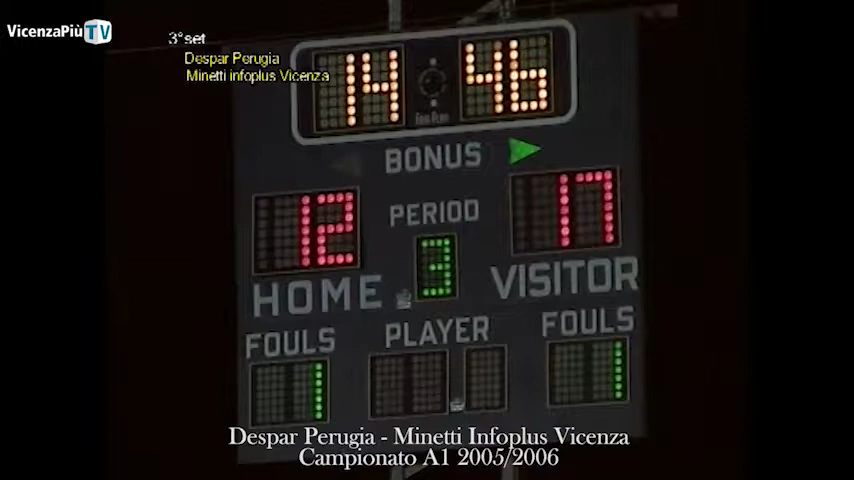 VicenzaPiù TV
3°set
Despar Perugia
Minetti infoplus Vicenza
14 46
BONUS
12 PERIOD 17
3
HOME VISITOR
FOULS PLAYER FOULS
1 1
Despar Perugia - Minetti Infoplus Vicenza
Campionato A1 2005/2006